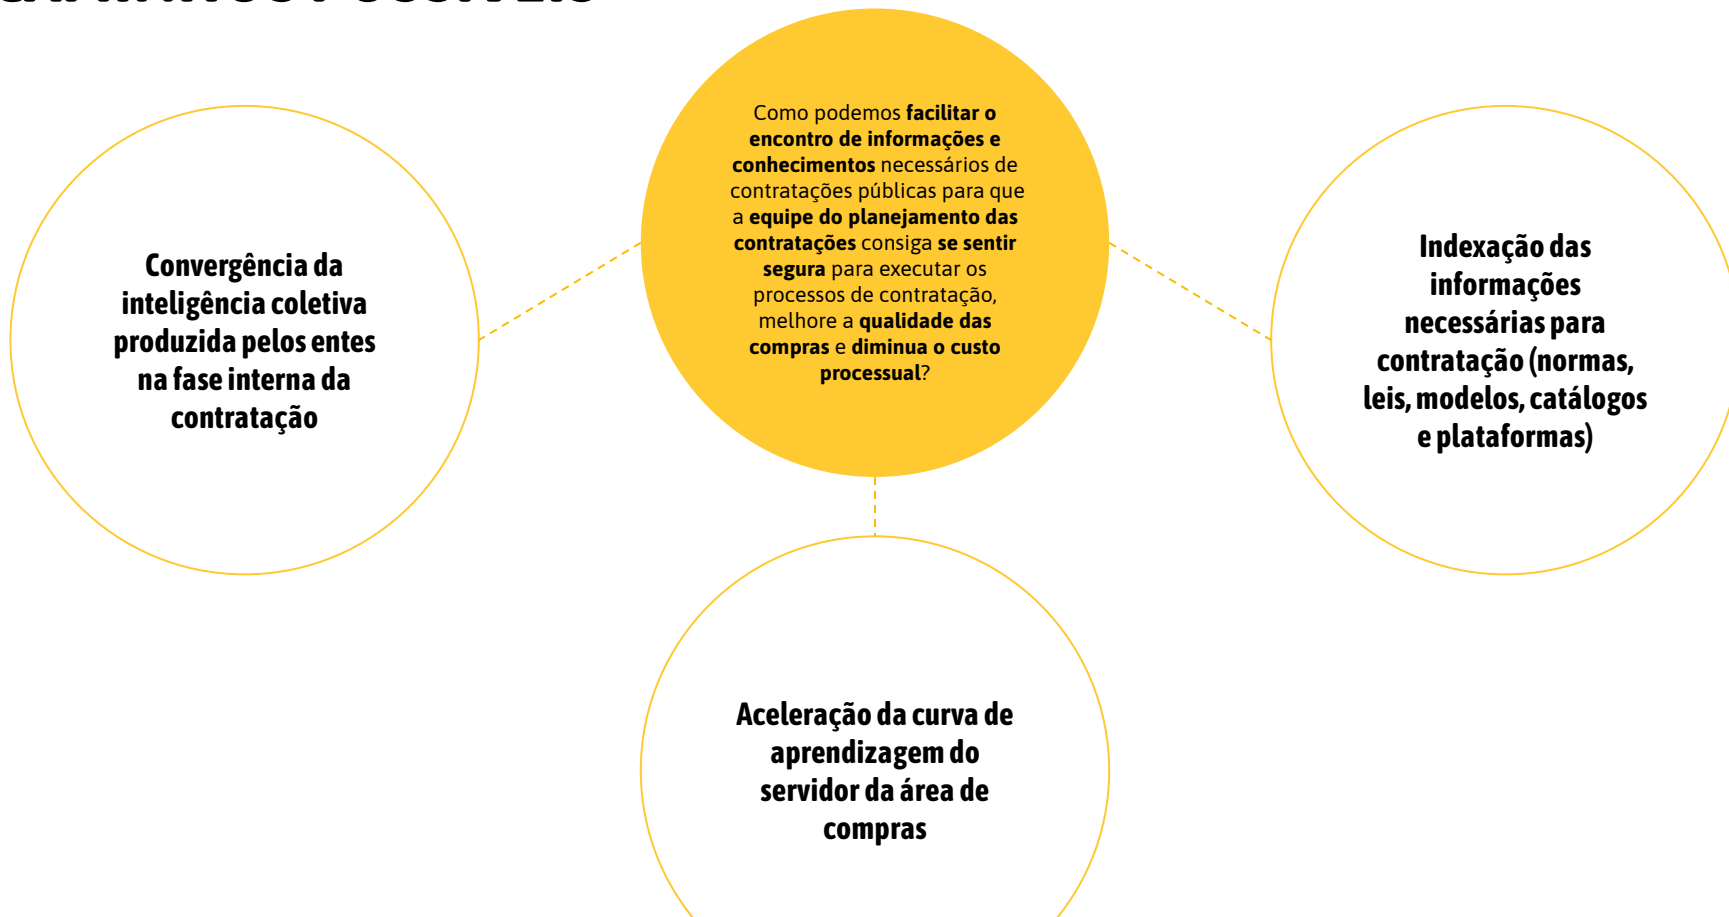 Como podemos facilitar o
encontro de informações e
conhecimentos necessários de
contratações públicas para que
a equipe do planejamento das
contratações consiga se sentir
segura para executar os
processos de contratação,
melhore a qualidade das
compras e diminua o custo
processual?
Convergência da
inteligência coletiva
produzida pelos entes
na fase interna da
contratação
Indexação das
informações
necessárias para
contratação (normas,
leis, modelos, catálogos
e plataformas)
Aceleração da curva de
aprendizagem do
servidor da área de
compras